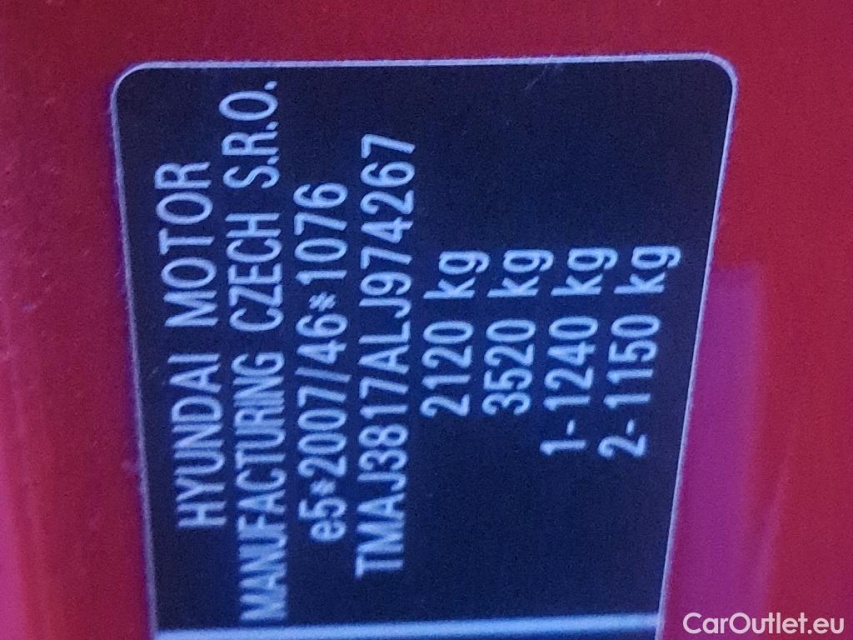 HYUNDAI MOTOR
MANUFACTURING CZECH S.R.O.
e5*2007/46*1076
TMAJ3817ALJ974267
2120 kg
3520 kg
1- 1240 kg
2- 1150 kg
CarOutlet.eu